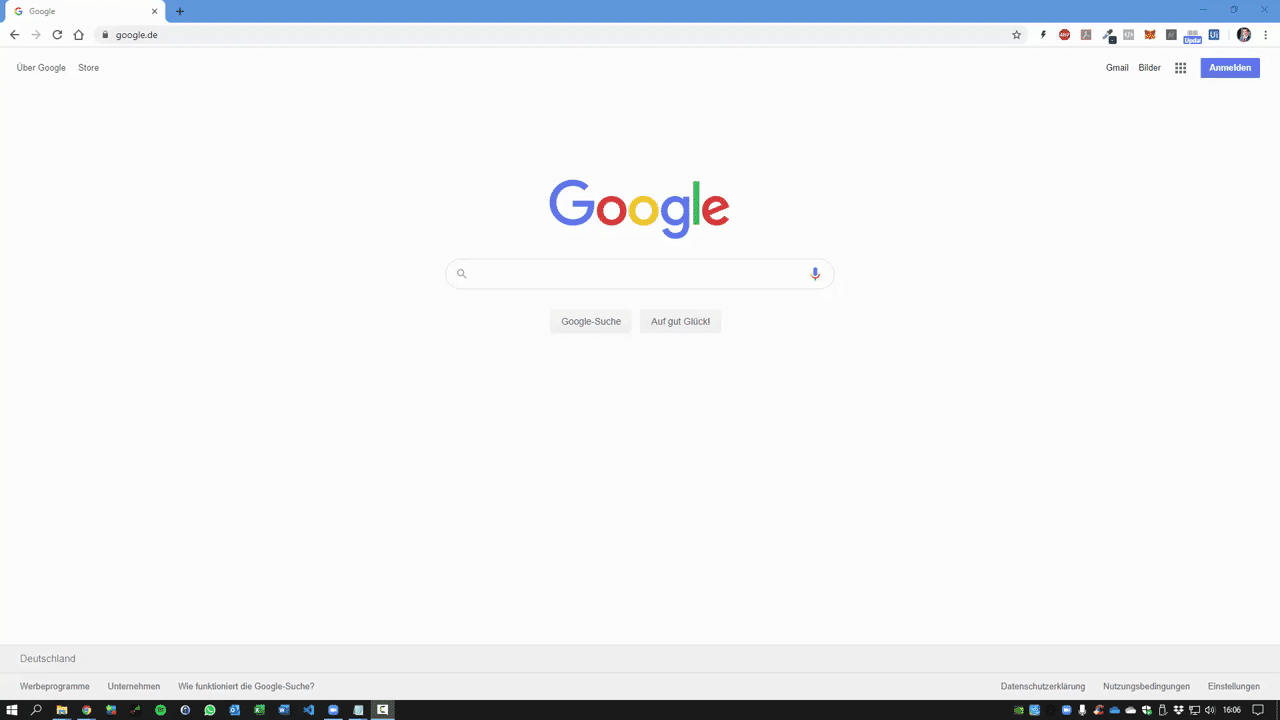 Google
google.de
Über Google Store
Gmail Bilder Anmelden
Google
Google-Suche Auf gut Glück!
Deutschland
Werbeprogramme Unternehmen Wie funktioniert die Google-Suche?
Datenschutzerklärung Nutzungsbedingungen Einstellungen
16:06